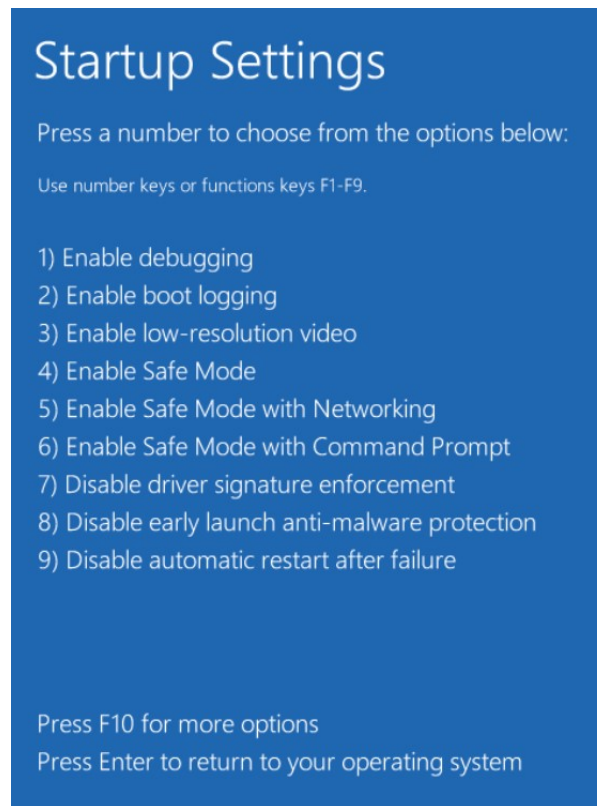 Startup Settings
Press a number to choose from the options below:
Use number keys or functions keys F1-F9.
1) Enable debugging
2) Enable boot logging
3) Enable low-resolution video
4) Enable Safe Mode
5) Enable Safe Mode with Networking
6) Enable Safe Mode with Command Prompt
7) Disable driver signature enforcement
8) Disable early launch anti-malware protection
9) Disable automatic restart after failure
Press F10 for more options
Press Enter to return to your operating system